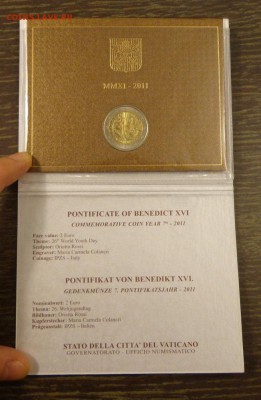 MMXI - 2011
PONTIFICATE OF BENEDICT XVI
COMMEMORATIVE COIN YEAR 7th - 2011
Face value: 2 Euro
Theme: 26th World Youth Day
Sculptor: Orietta Rossi
Engraver: Maria Carmela Colaneri
Coinage: IPZS - Italy
PONTIFIKAT VON BENEDIKT XVI.
GEDENKMÜNZE 7. PONTIFIKATSJAHR - 2011
Nominalwert: 2 Euro
Thema: 26. Weltjugendtag
Bildhauer: Orietta Rossi
Kupferstecher: Maria Carmela Colaneri
Prägeanstalt: IPZS - Italien
STATO DELLA CITTA' DEL VATICANO
GOVERNATORATO - UFFICIO NUMISMATICO